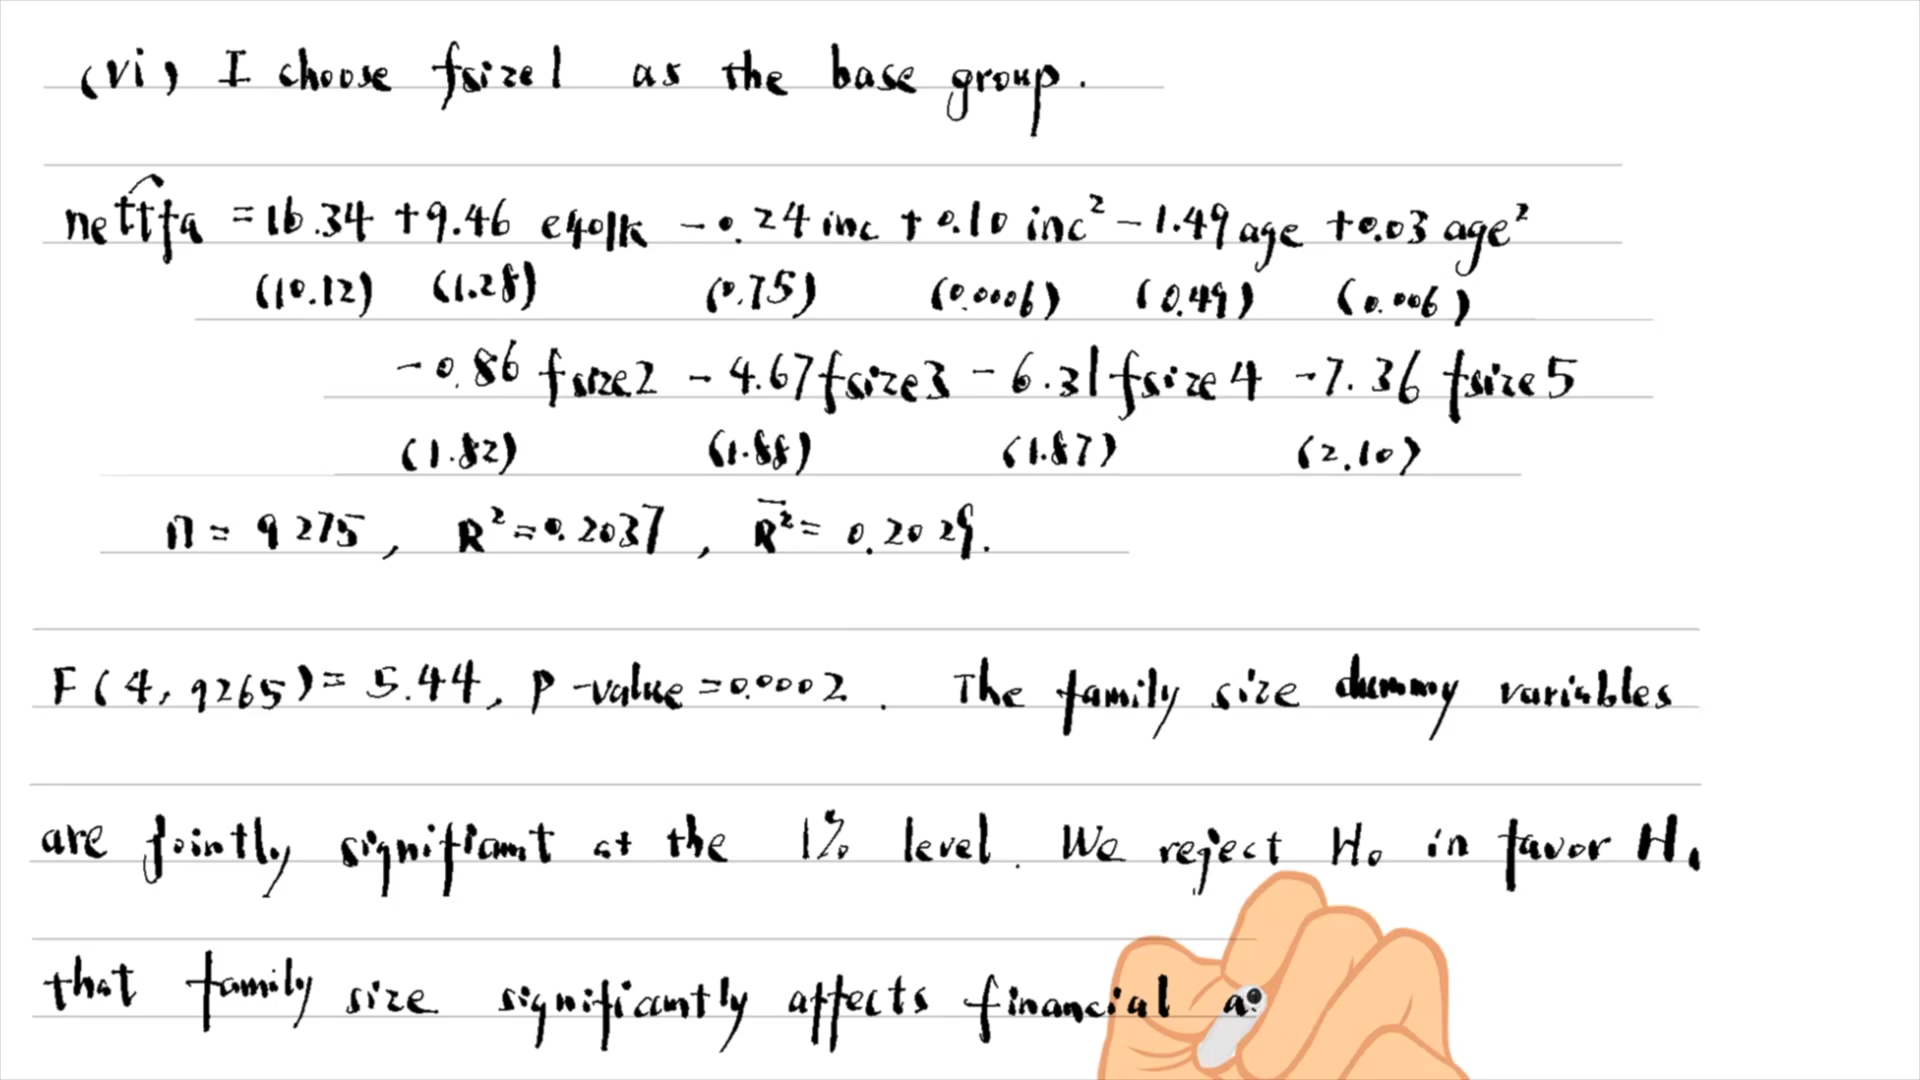 (vi) I choose fsize1 as the base group.
nettfa = 16.34 + 9.46 e401k - 0.24 inc + 0.10 inc² - 1.49 age + 0.03 age²
(10.12) (1.28) (0.75) (0.0006) (0.49) (0.006)
- 0.86 fsize2 - 4.67 fsize3 - 6.31 fsize4 - 7.36 fsize5
(1.82) (1.88) (1.87) (2.10)
n = 9275, R² = 0.2037, R̅² = 0.2029.
F(4, 9265) = 5.44, p-value = 0.0002. The family size dummy variables
are jointly significant at the 1% level. We reject H₀ in favor H₁
that family size significantly affects financial a